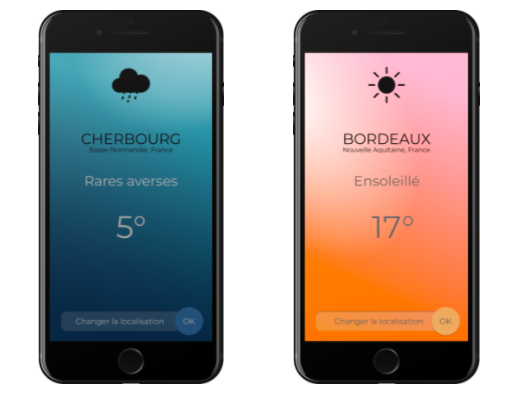 CHERBOURG
Basse-Normandie, France
Rares averses
5°
Changer la localisation
OK
BORDEAUX
Nouvelle-Aquitaine, France
Ensoleillé
17°
Changer la localisation
OK